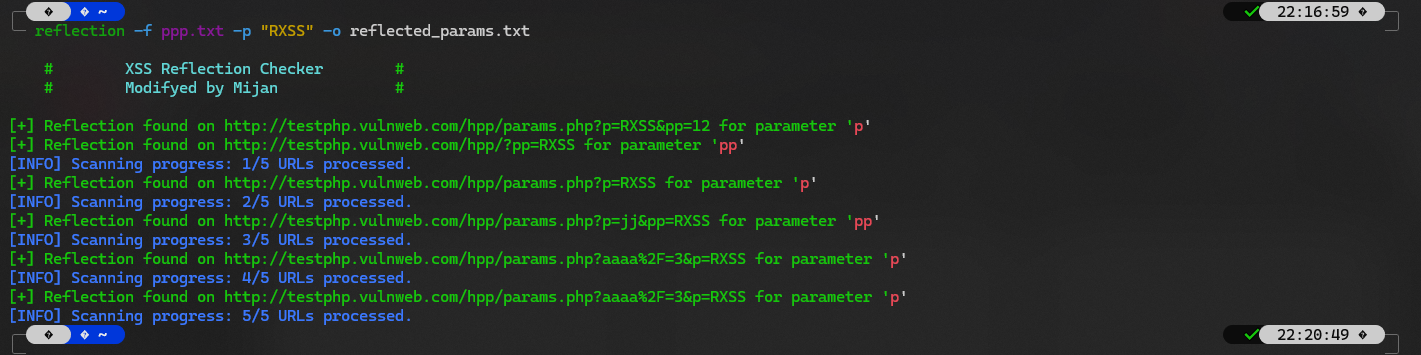 ~ 22:16:59
reflection -f ppp.txt -p "RXSS" -o reflected_params.txt
# XSS Reflection Checker #
# Modifyed by Mijan #
[+] Reflection found on http://testphp.vulnweb.com/hpp/params.php?p=RXSS&pp=12 for parameter 'p'
[+] Reflection found on http://testphp.vulnweb.com/hpp/?pp=RXSS for parameter 'pp'
[INFO] Scanning progress: 1/5 URLs processed.
[+] Reflection found on http://testphp.vulnweb.com/hpp/params.php?p=RXSS for parameter 'p'
[INFO] Scanning progress: 2/5 URLs processed.
[+] Reflection found on http://testphp.vulnweb.com/hpp/params.php?p=jj&pp=RXSS for parameter 'pp'
[INFO] Scanning progress: 3/5 URLs processed.
[+] Reflection found on http://testphp.vulnweb.com/hpp/params.php?aaaa%2F=3&p=RXSS for parameter 'p'
[INFO] Scanning progress: 4/5 URLs processed.
[+] Reflection found on http://testphp.vulnweb.com/hpp/params.php?aaaa%2F=3&p=RXSS for parameter 'p'
[INFO] Scanning progress: 5/5 URLs processed.
~ 22:20:49